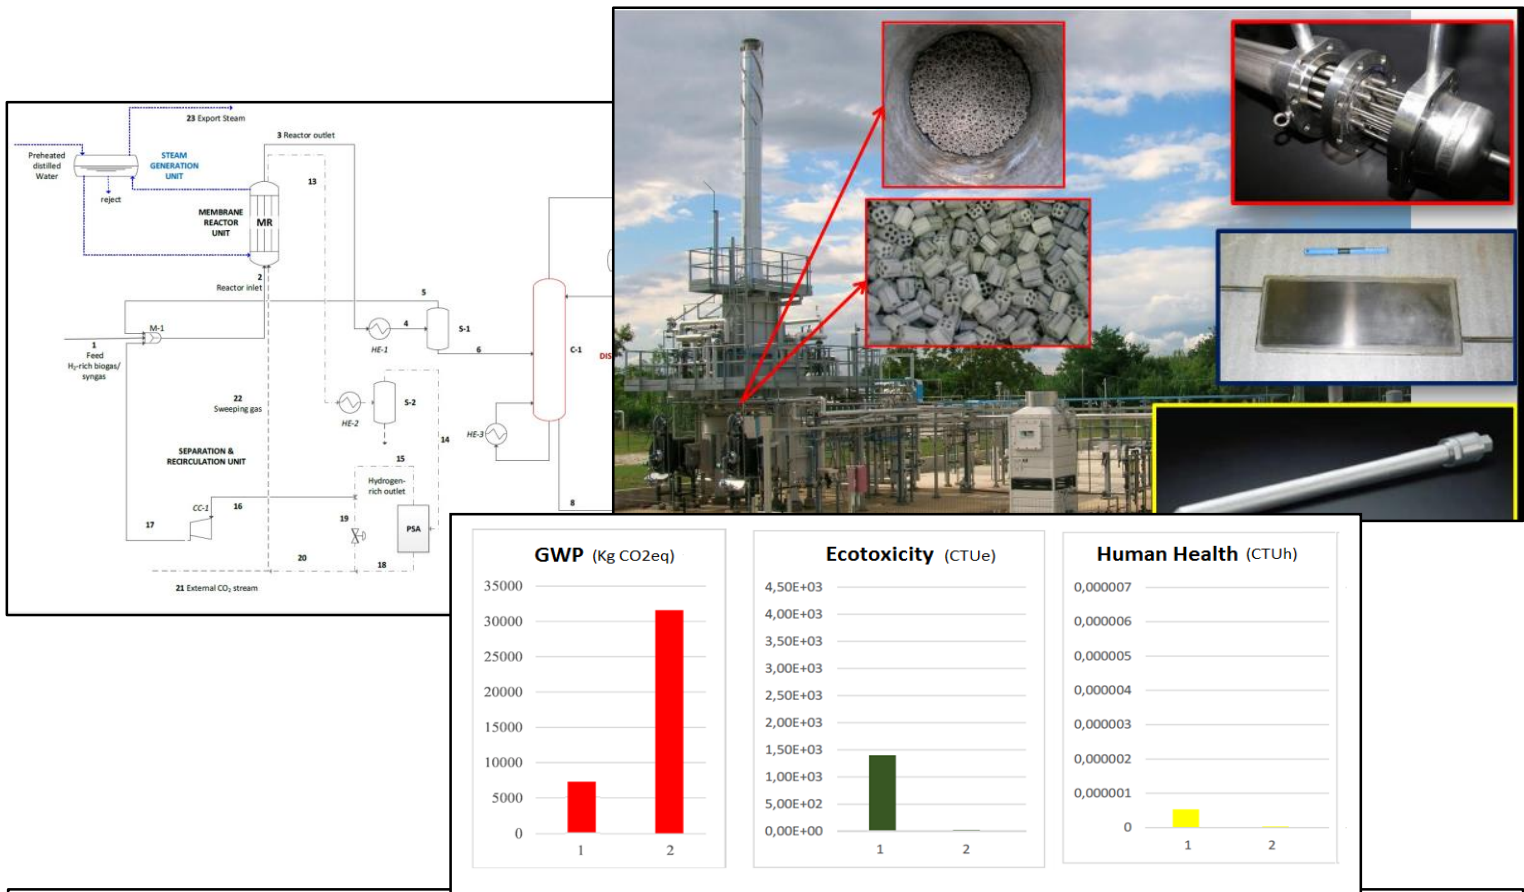 23 Export Steam
3 Reactor outlet
Preheated
distilled
Water
STEAM
GENERATION
UNIT
reject
13
MEMBRANE
REACTOR
UNIT
MR
2
Reactor inlet
5
M-1
4
S-1
HE-1
6
C-1
DIS
1
Feed
H₂-rich biogas/
syngas
22
Sweeping gas
S-2
HE-2
14
HE-3
SEPARATION &
RECIRCULATION UNIT
15
Hydrogen-
rich outlet
CC-1
16
8
17
19
PSA
20
18
21 External CO₂ stream
GWP (Kg CO2eq)
35000
30000
25000
20000
15000
10000
5000
0
1 2
Ecotoxicity (CTUe)
4,50E+03
4,00E+03
3,50E+03
3,00E+03
2,50E+03
2,00E+03
1,50E+03
1,00E+03
5,00E+02
0,00E+00
1 2
Human Health (CTUh)
0,000007
0,000006
0,000005
0,000004
0,000003
0,000002
0,000001
0
1 2